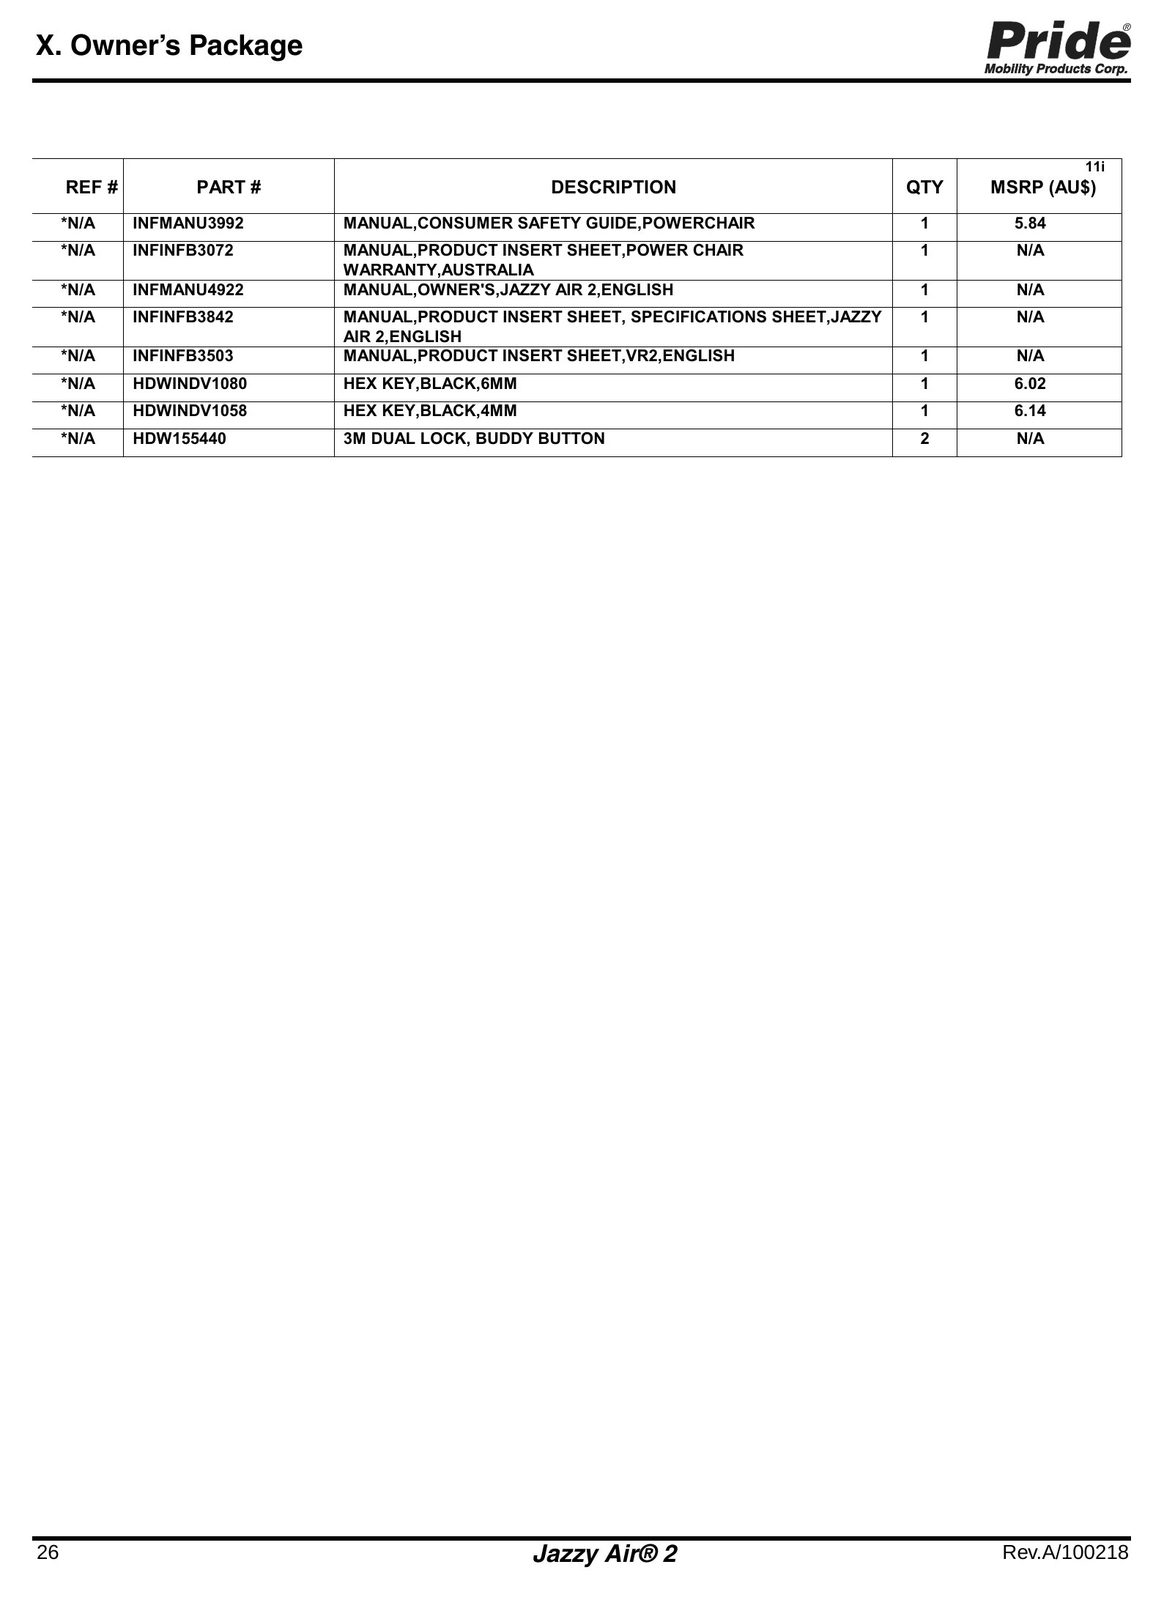 X. Owner’s Package
Pride®
Mobility Products Corp.
11i
REF # PART # DESCRIPTION QTY MSRP (AU$)
*N/A INFMANU3992 MANUAL,CONSUMER SAFETY GUIDE,POWERCHAIR 1 5.84
*N/A INFINFB3072 MANUAL,PRODUCT INSERT SHEET,POWER CHAIR 1 N/A
WARRANTY,AUSTRALIA
*N/A INFMANU4922 MANUAL,OWNER'S,JAZZY AIR 2,ENGLISH 1 N/A
*N/A INFINFB3842 MANUAL,PRODUCT INSERT SHEET, SPECIFICATIONS SHEET,JAZZY 1 N/A
AIR 2,ENGLISH
*N/A INFINFB3503 MANUAL,PRODUCT INSERT SHEET,VR2,ENGLISH 1 N/A
*N/A HDWINDV1080 HEX KEY,BLACK,6MM 1 6.02
*N/A HDWINDV1058 HEX KEY,BLACK,4MM 1 6.14
*N/A HDW155440 3M DUAL LOCK, BUDDY BUTTON 2 N/A
26 Jazzy Air® 2 Rev.A/100218